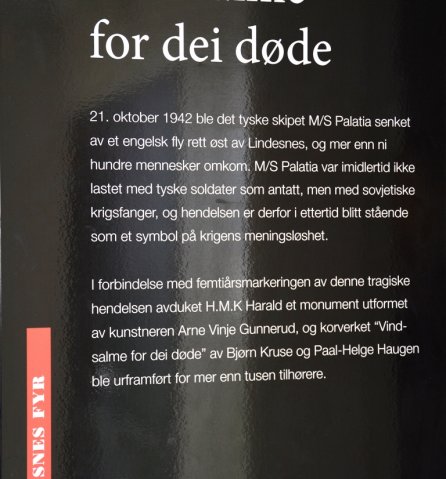 for dei døde
21. oktober 1942 ble det tyske skipet M/S Palatia senket
av et engelsk fly rett øst av Lindesnes, og mer enn ni
hundre mennesker omkom. M/S Palatia var imidlertid ikke
lastet med tyske soldater som antatt, men med sovjetiske
krigsfanger, og hendelsen er derfor i ettertid blitt stående
som et symbol på krigens meningsløshet.
I forbindelse med femtiårsmarkeringen av denne tragiske
hendelsen avduket H.M.K Harald et monument utformet
av kunstneren Arne Vinje Gunnerud, og korverket “Vind-
salme for dei døde” av Bjørn Kruse og Paal-Helge Haugen
ble uramført for mer enn tusen tilhørere.
SNES FYR